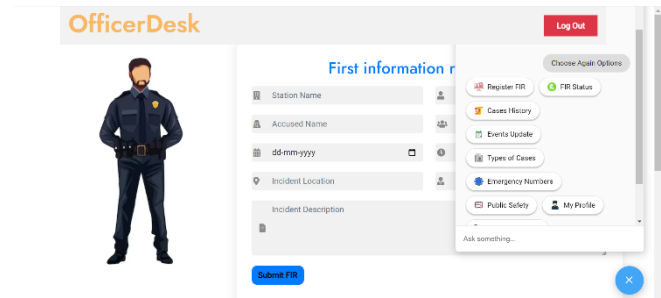 OfficerDesk
Log Out
First information r
Station Name
Accused Name
dd-mm-yyyy
Incident Location
Incident Description
Submit FIR
Choose Again Options
Register FIR
FIR Status
Cases History
Events Update
Types of Cases
Emergency Numbers
Public Safety
My Profile
Ask something...